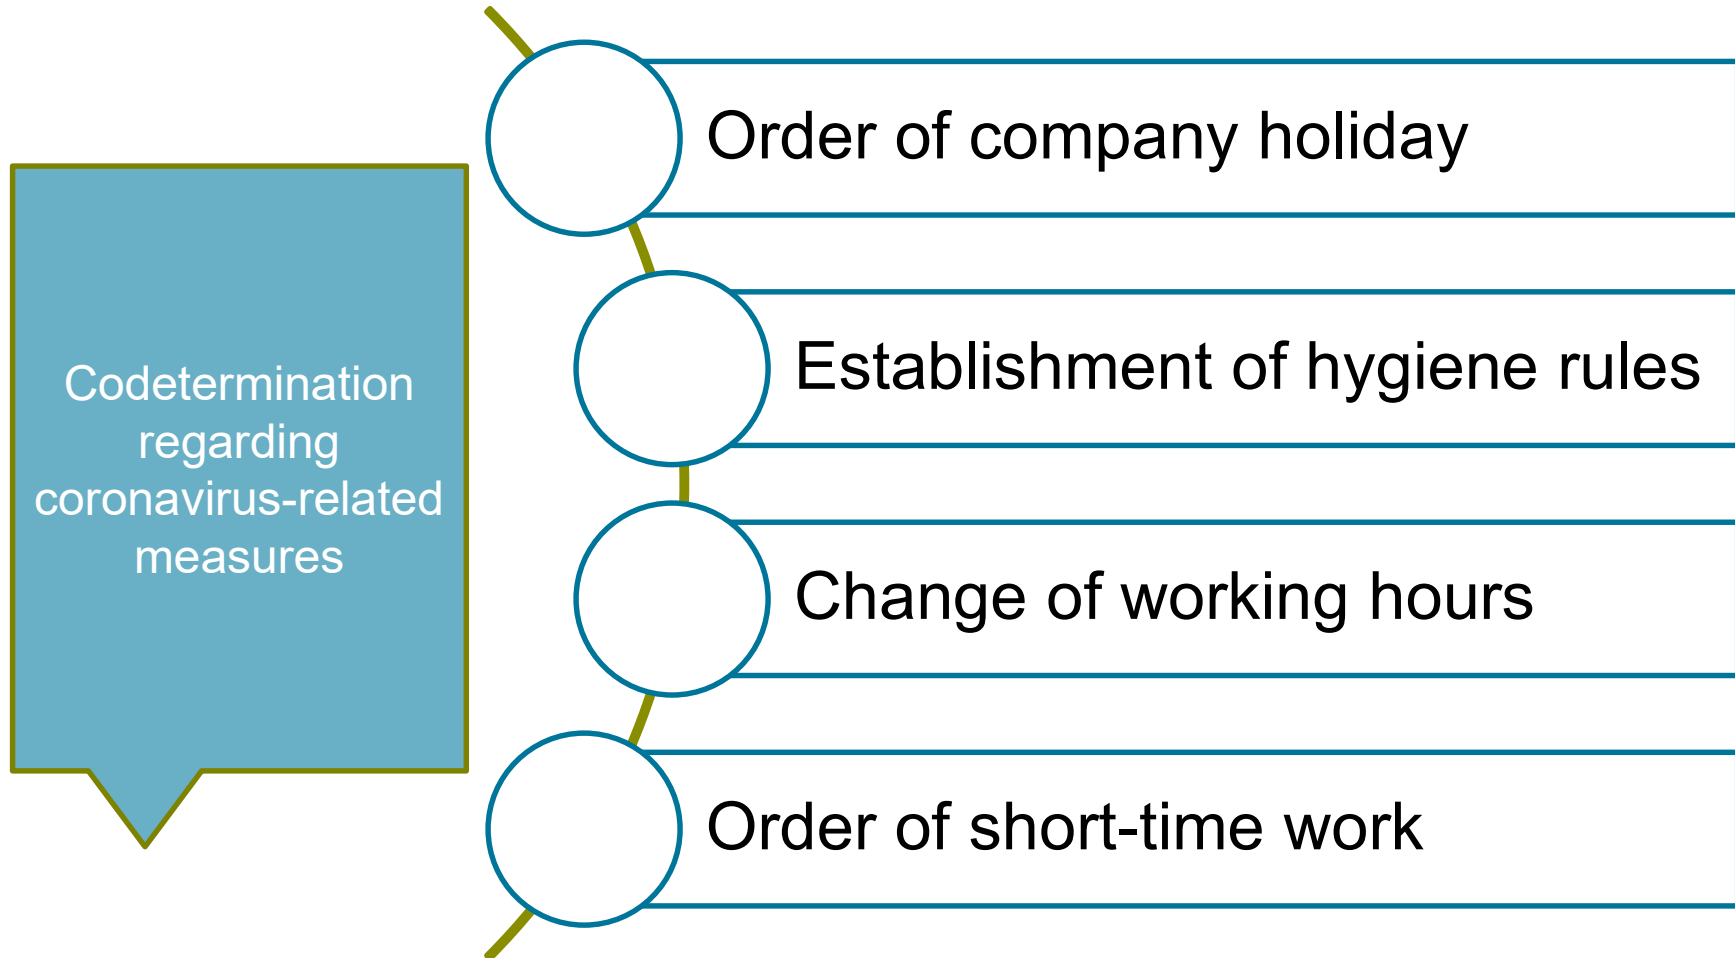 Codetermination
regarding
coronavirus-related
measures
Order of company holiday
Establishment of hygiene rules
Change of working hours
Order of short-time work